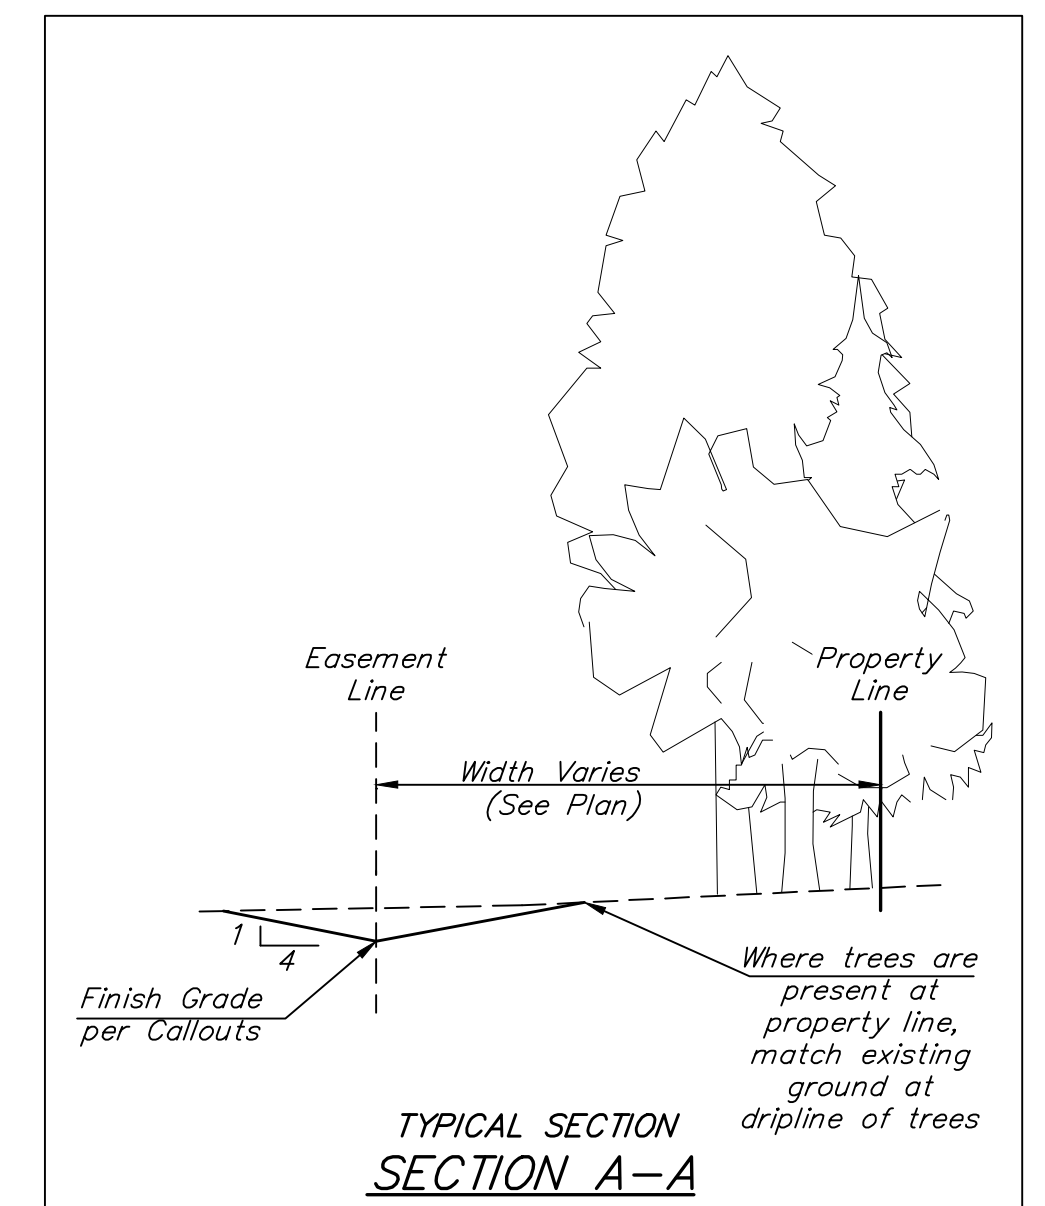 Easement
Line
Property
Line
Width Varies
(See Plan)
1
4
Finish Grade
per Callouts
Where trees are
present at
property line,
match existing
ground at
dripline of trees
TYPICAL SECTION
SECTION A-A